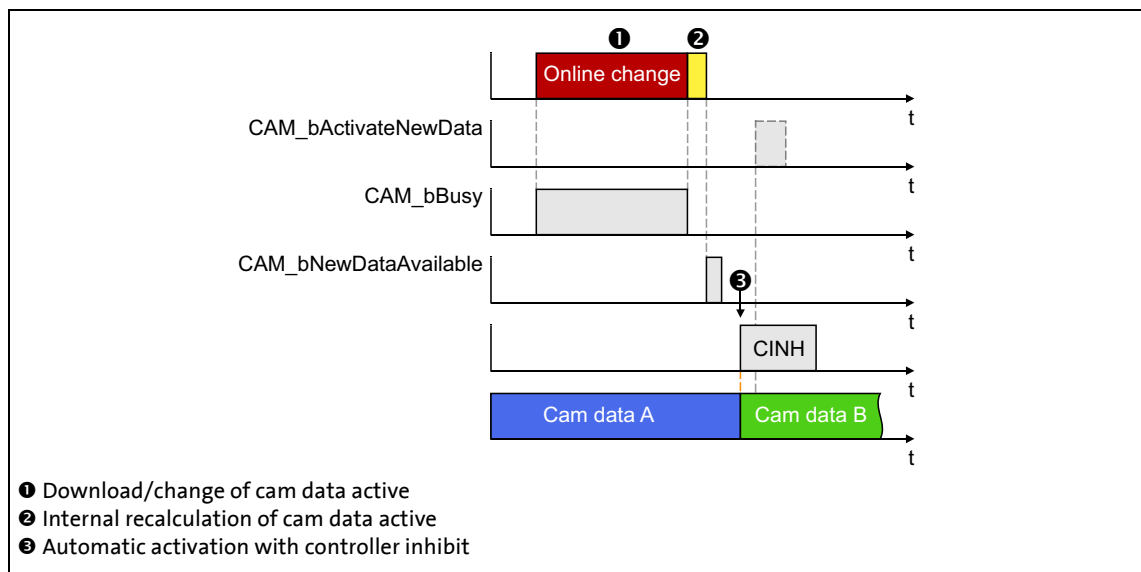 ❶ ❷
Online change
t
CAM_bActivateNewData
t
CAM_bBusy
t
CAM_bNewDataAvailable
❸
t
CINH
t
Cam data A Cam data B
t
❶ Download/change of cam data active
❷ Internal recalculation of cam data active
❸ Automatic activation with controller inhibit